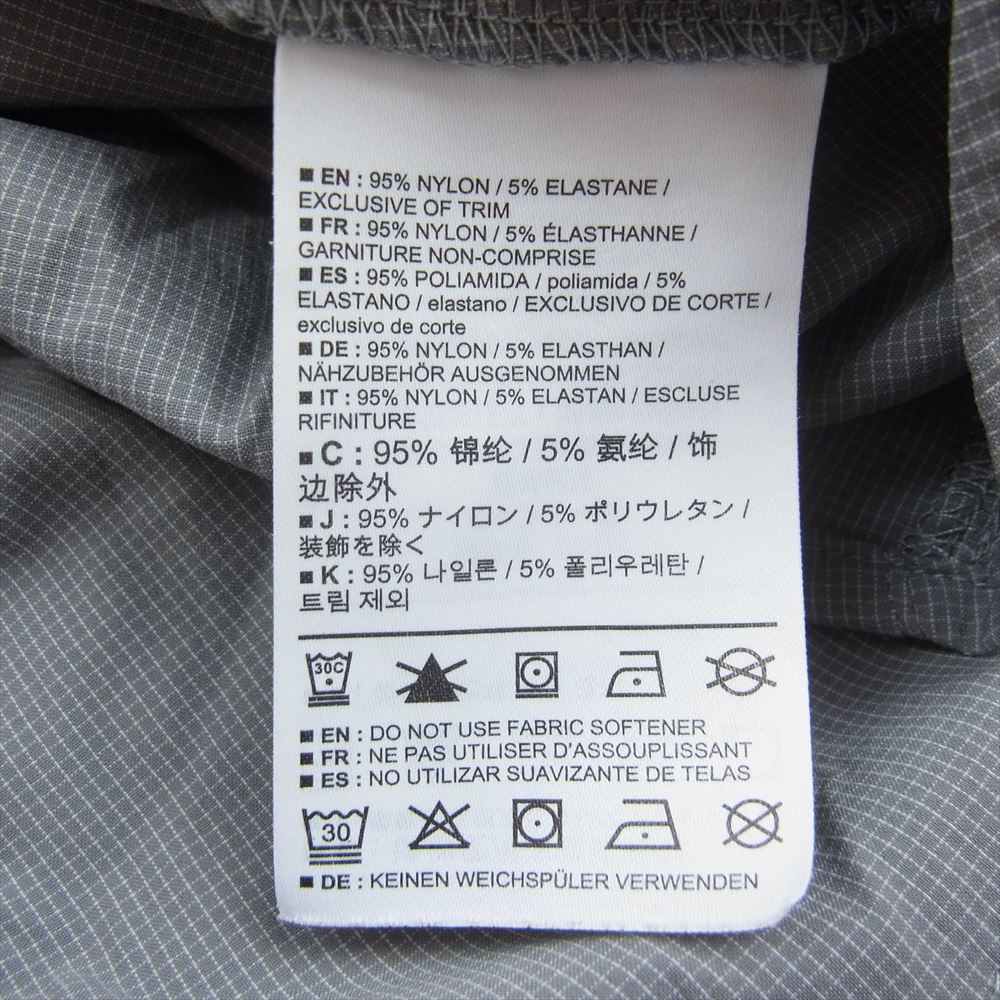 ■ EN : 95% NYLON / 5% ELASTANE /
EXCLUSIVE OF TRIM
■ FR : 95% NYLON / 5% ÉLASTHANNE /
GARNITURE NON-COMPRISE
■ ES : 95% POLIAMIDA / poliamida / 5%
ELASTANO / elastano / EXCLUSIVO DE CORTE /
exclusivo de corte
■ DE : 95% NYLON / 5% ELASTHAN /
NÄHZUBEHÖR AUSGENOMMEN
■ IT : 95% NYLON / 5% ELASTAN / ESCLUSE
RIFINITURE
■ C : 95% 锦纶 / 5% 氨纶 / 饰
边除外
■ J : 95% ナイロン / 5% ポリウレタン /
装飾を除く
■ K : 95% 나일론 / 5% 폴리우레탄 /
트림 제외
30C
■ EN : DO NOT USE FABRIC SOFTENER
■ FR : NE PAS UTILISER D'ASSOUPLISSANT
■ ES : NO UTILIZAR SUAVIZANTE DE TELAS
30
■ DE : KEINEN WEICHSPÜLER VERWENDEN